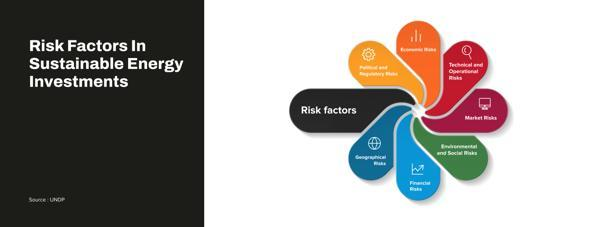 Risk Factors In
Sustainable Energy
Investments
Source : UNDP
Risk factors
Political and
Regulatory Risks
Economic Risks
Technical and
Operational
Risks
Market Risks
Environmental
and Social Risks
Financial
Risks
Geographical
Risks